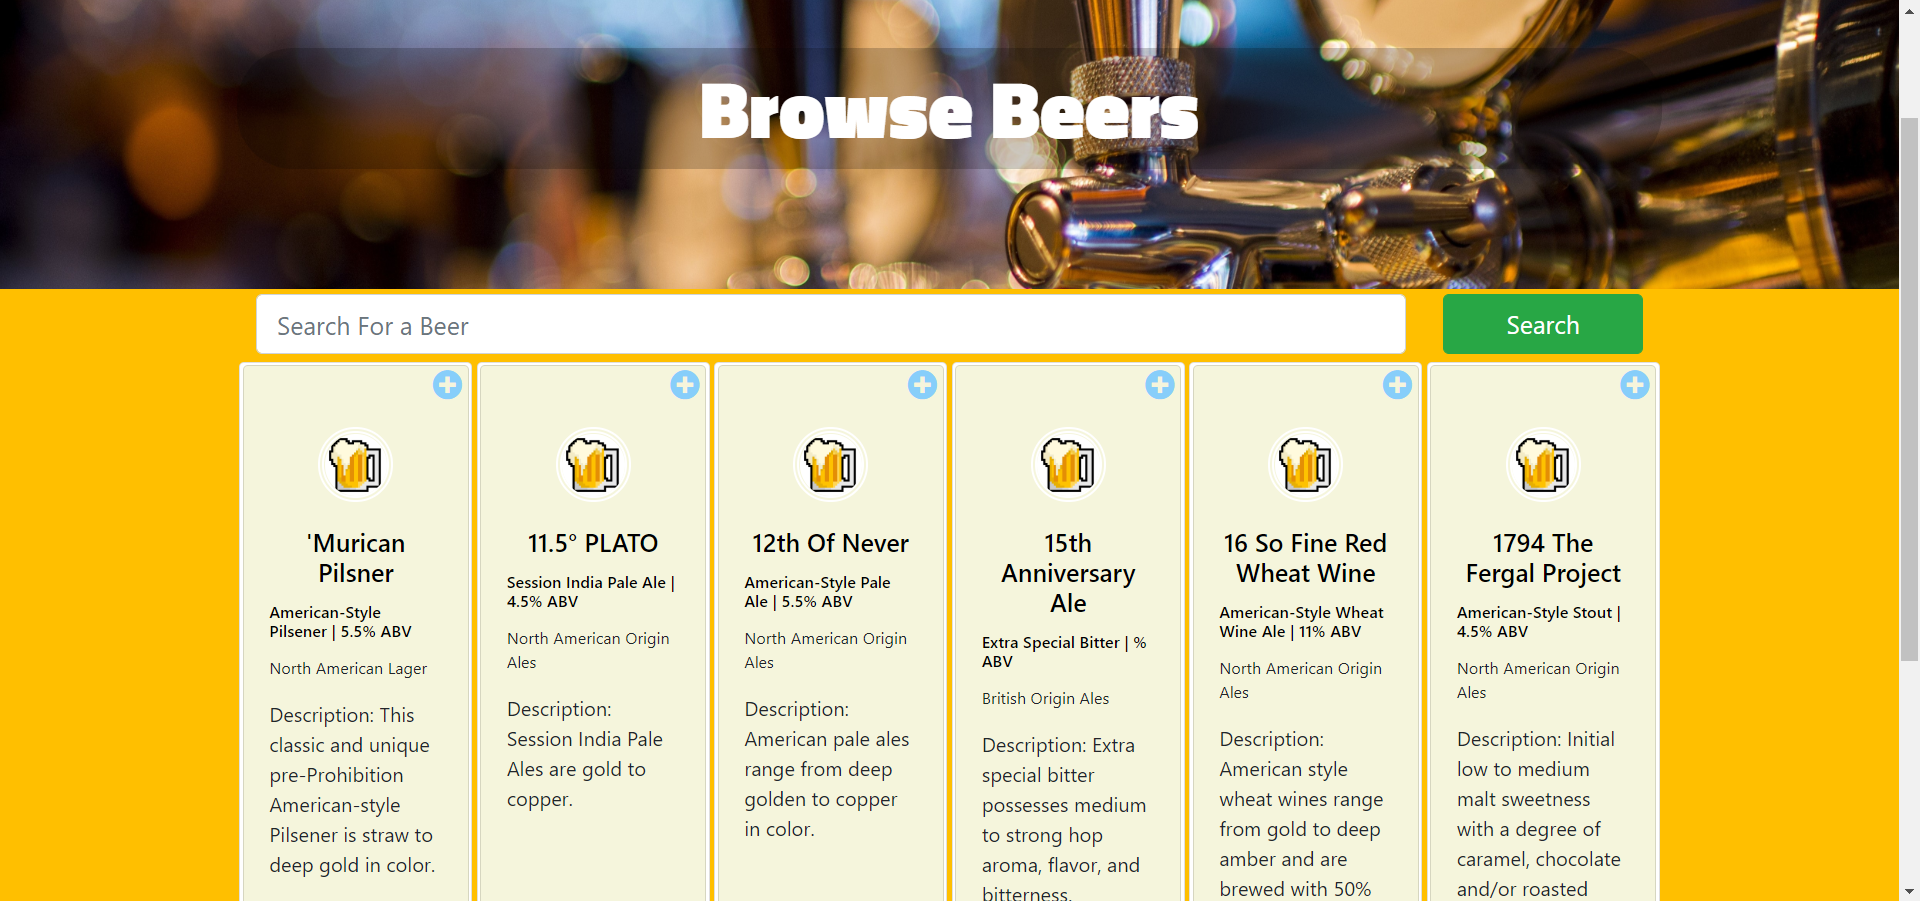 Browse Beers
Search For a Beer
Search
'Murican
Pilsner
American-Style
Pilsener | 5.5% ABV
North American Lager
Description: This
classic and unique
pre-Prohibition
American-style
Pilsener is straw to
deep gold in color.
11.5° PLATO
Session India Pale Ale |
4.5% ABV
North American Origin
Ales
Description:
Session India Pale
Ales are gold to
copper.
12th Of Never
American-Style Pale
Ale | 5.5% ABV
North American Origin
Ales
Description:
American pale ales
range from deep
golden to copper
in color.
15th
Anniversary
Ale
Extra Special Bitter | %
ABV
British Origin Ales
Description: Extra
special bitter
possesses medium
to strong hop
aroma, flavor, and
bitterness.
16 So Fine Red
Wheat Wine
American-Style Wheat
Wine Ale | 11% ABV
North American Origin
Ales
Description:
American style
wheat wines range
from gold to deep
amber and are
brewed with 50%
1794 The
Fergal Project
American-Style Stout |
4.5% ABV
North American Origin
Ales
Description: Initial
low to medium
malt sweetness
with a degree of
caramel, chocolate
and/or roasted